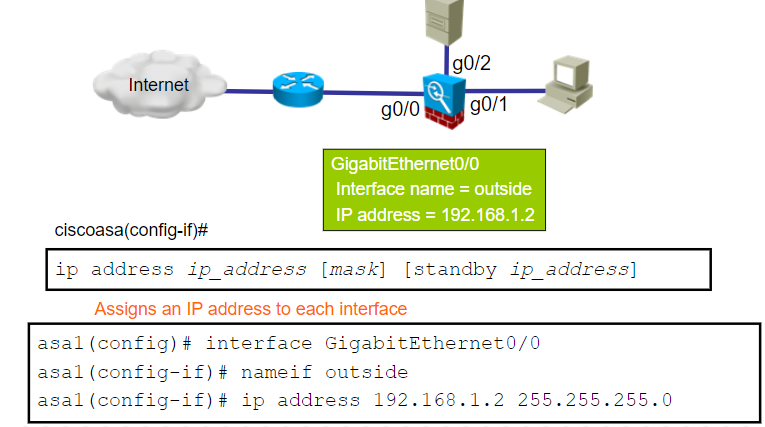 Internet
g0/2
g0/0
g0/1
GigabitEthernet0/0
Interface name = outside
IP address = 192.168.1.2
ciscoasa(config-if)#
ip address ip_address [mask] [standby ip_address]
Assigns an IP address to each interface
asa1(config)# interface GigabitEthernet0/0
asa1(config-if)# nameif outside
asa1(config-if)# ip address 192.168.1.2 255.255.255.0